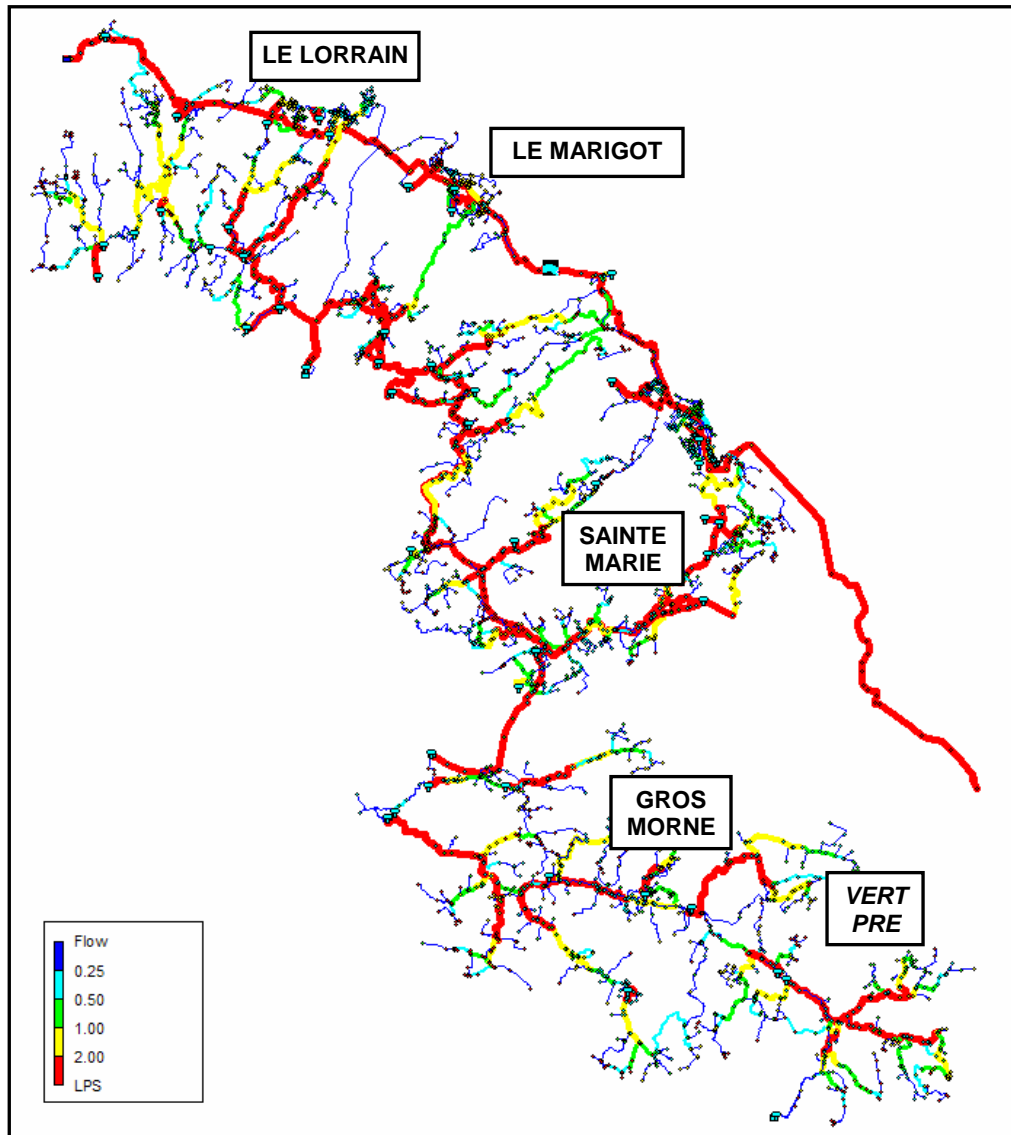 LE LORRAIN
LE MARIGOT
SAINTE
MARIE
GROS
MORNE
VERT
PRE
Flow
0.25
0.50
1.00
2.00
LPS